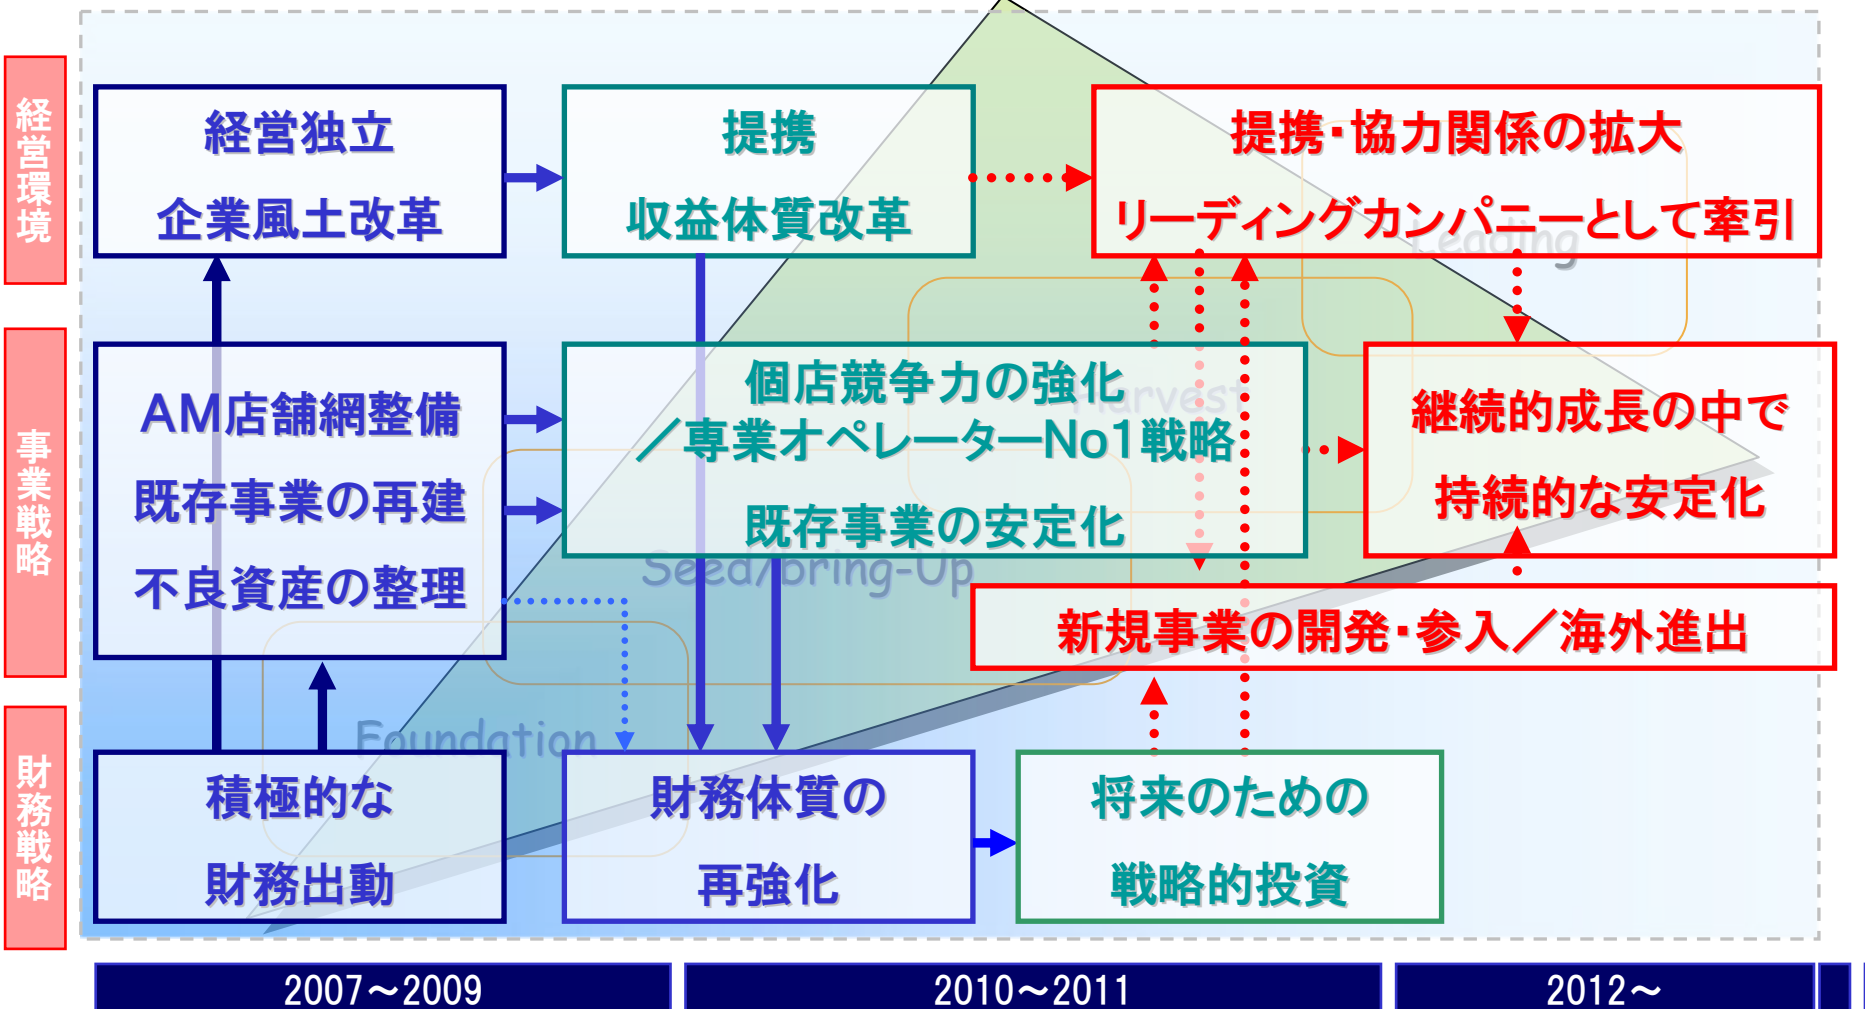 経営環境
経営独立
企業風土改革
提携
収益体質改革
提携・協力関係の拡大
リーディングカンパニーとして牽引
Leading
事業戦略
AM店舗網整備
既存事業の再建
不良資産の整理
個店競争力の強化
／専業オペレーターNo1戦略
既存事業の安定化
Harvest
継続的成長の中で
持続的な安定化
Seed/bring-Up
新規事業の開発・参入／海外進出
Foundation
財務戦略
積極的な
財務出動
財務体質の
再強化
将来のための
戦略的投資
2007～2009
2010～2011
2012～